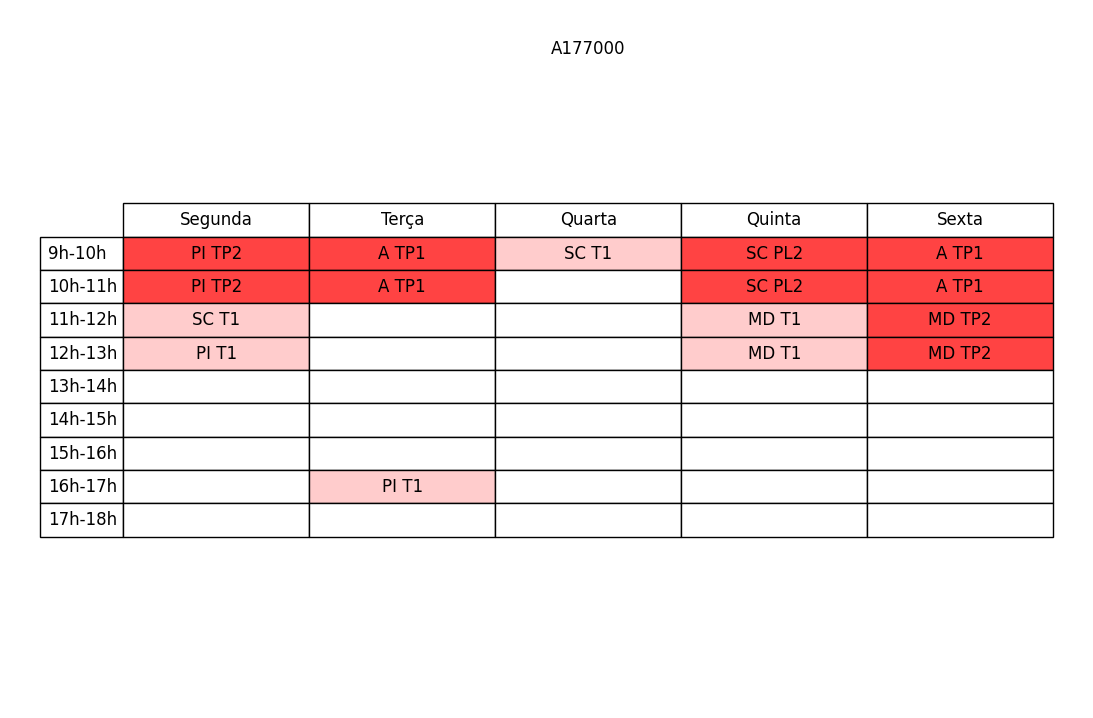 A177000
Segunda Terça Quarta Quinta Sexta
9h-10h PI TP2 A TP1 SC T1 SC PL2 A TP1
10h-11h PI TP2 A TP1 SC PL2 A TP1
11h-12h SC T1 MD T1 MD TP2
12h-13h PI T1 MD T1 MD TP2
13h-14h
14h-15h
15h-16h
16h-17h PI T1
17h-18h